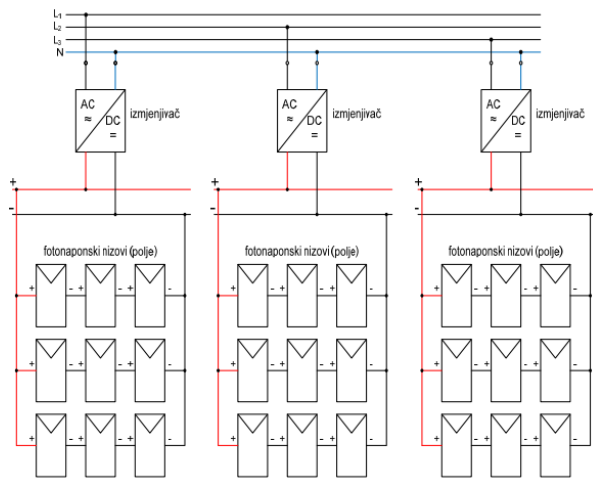 L₁
L₂
L₃
N
AC
≈
DC
=
izmjenjivač
AC
≈
DC
=
izmjenjivač
AC
≈
DC
=
izmjenjivač
+
-
+
-
+
-
fotonaponski nizovi (polje)
fotonaponski nizovi (polje)
fotonaponski nizovi (polje)
+ - + - + -
+ - + - + -
+ - + - + -
+ - + - + -
+ - + - + -
+ - + - + -
+ - + - + -
+ - + - + -
+ - + - + -